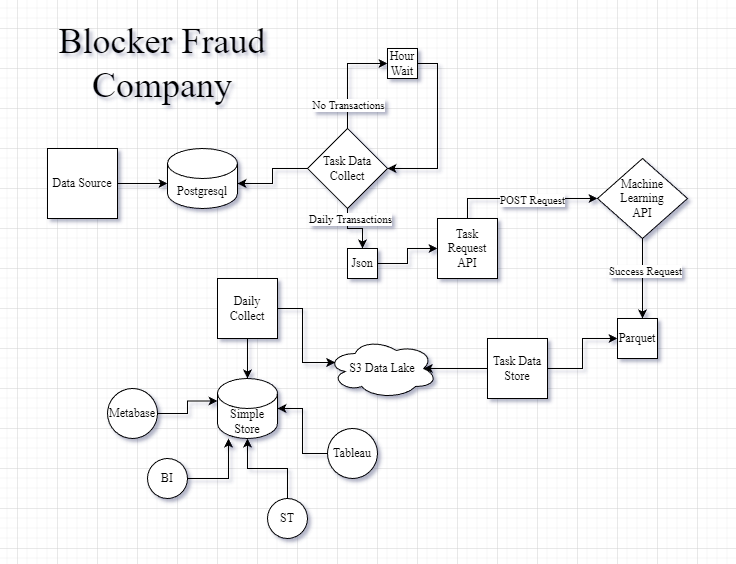 Blocker Fraud
Company
Hour
Wait
No Transactions
Data Source
Postgresql
Task Data
Collect
Daily Transactions
Json
Task
Request
API
POST Request
Machine
Learning
API
Success Request
Parquet
Daily
Collect
S3 Data Lake
Task Data
Store
Metabase
Simple
Store
Tableau
BI
ST